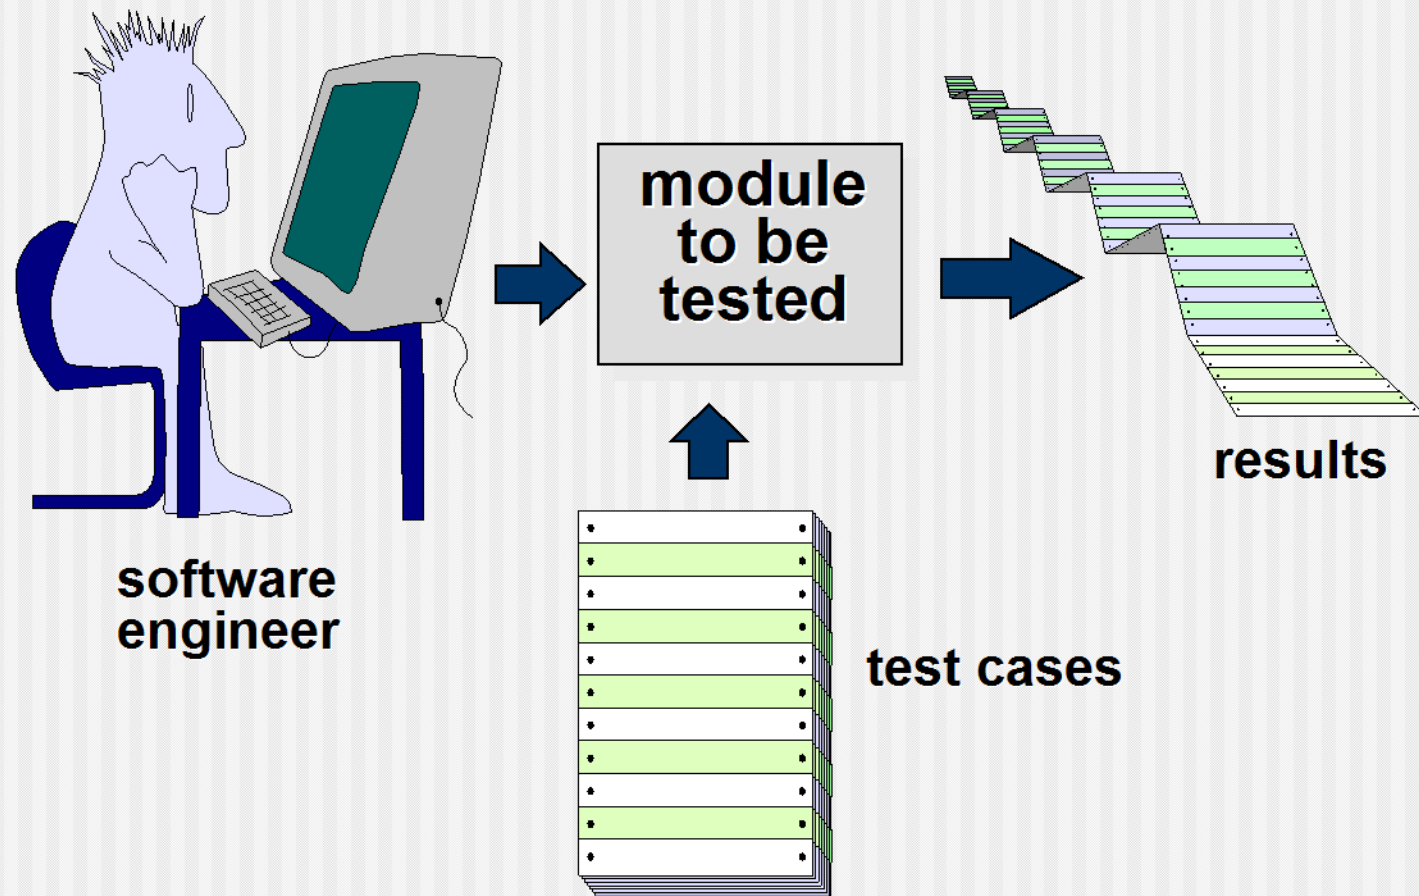 module
to be
tested
results
software
engineer
test cases